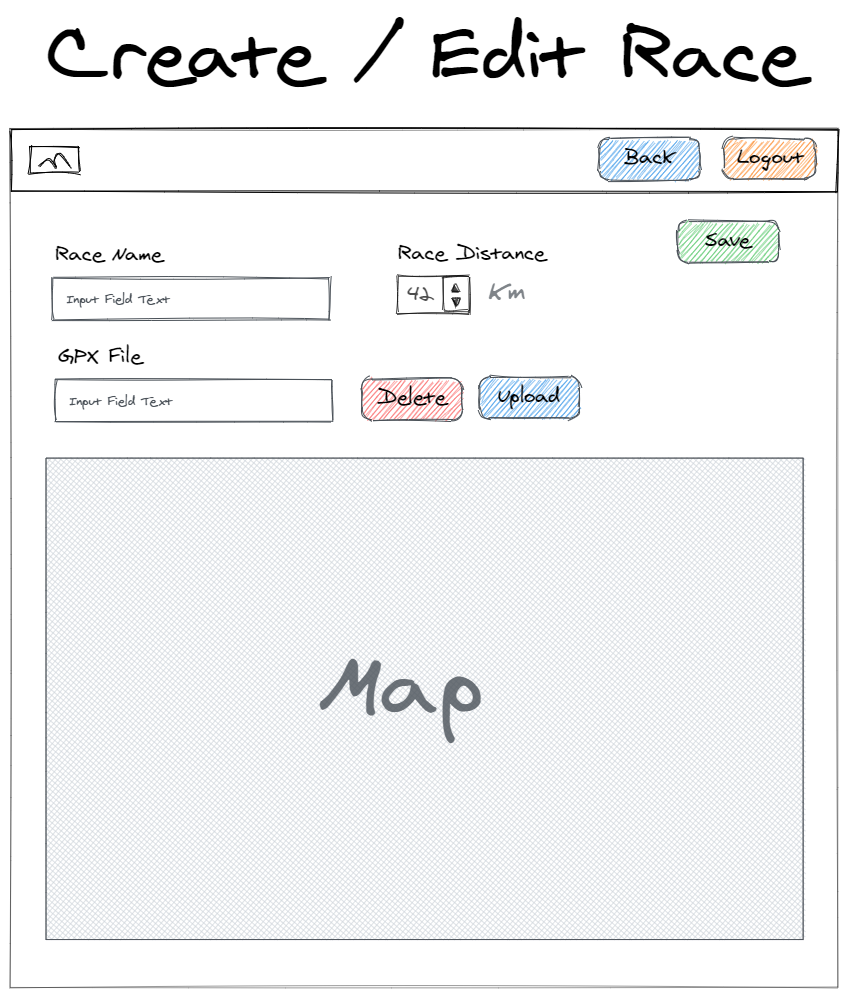 Create / Edit Race
Back Logout
Save
Race Name Race Distance
Input Field Text 42 Km
GPX File
Input Field Text Delete Upload
Map